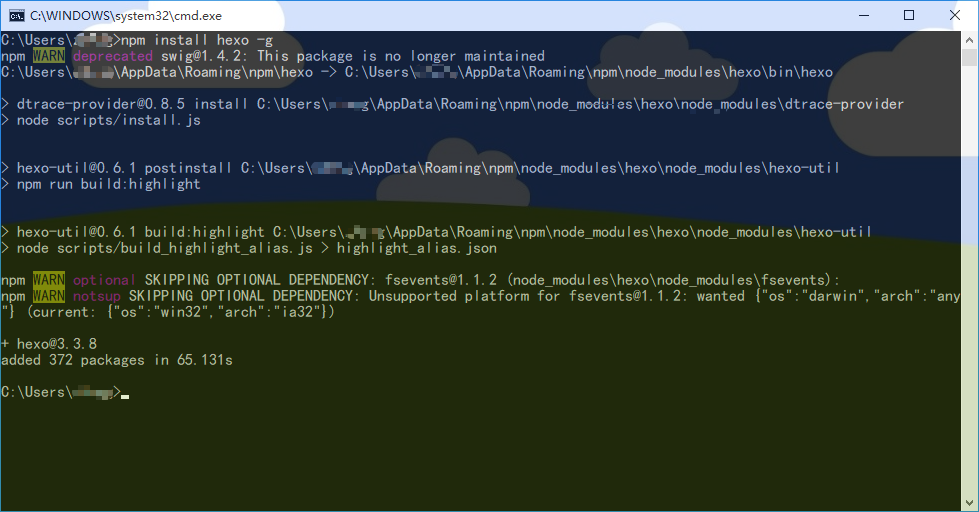 C:\WINDOWS\system32\cmd.exe
C:\Users\>npm install hexo -g
npm WARN deprecated swig@1.4.2: This package is no longer maintained
C:\Users\\AppData\Roaming\npm\hexo -> C:\Users\\AppData\Roaming\npm\node_modules\hexo\bin\hexo
> dtrace-provider@0.8.5 install C:\Users\\AppData\Roaming\npm\node_modules\hexo\node_modules\dtrace-provider
> node scripts/install.js
> hexo-util@0.6.1 postinstall C:\Users\\AppData\Roaming\npm\node_modules\hexo\node_modules\hexo-util
> npm run build:highlight
> hexo-util@0.6.1 build:highlight C:\Users\\AppData\Roaming\npm\node_modules\hexo\node_modules\hexo-util
> node scripts/build_highlight_alias.js > highlight_alias.json
npm WARN optional SKIPPING OPTIONAL DEPENDENCY: fsevents@1.1.2 (node_modules\hexo\node_modules\fsevents):
npm WARN notsup SKIPPING OPTIONAL DEPENDENCY: Unsupported platform for fsevents@1.1.2: wanted {"os":"darwin","arch":"any
"} (current: {"os":"win32","arch":"ia32"})
+ hexo@3.3.8
added 372 packages in 65.131s
C:\Users\>